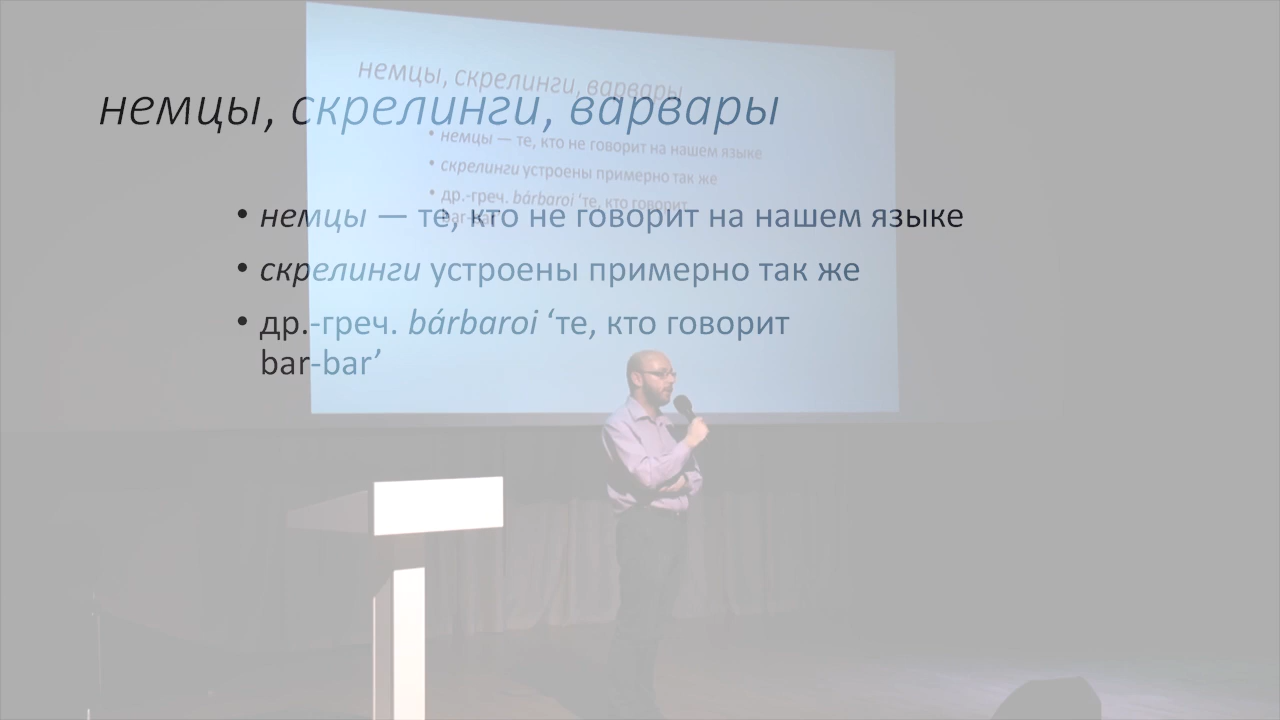 немцы, скрелинги, варвары
• немцы — те, кто не говорит на нашем языке
• скрелинги устроены примерно так же
• др.-греч. bárbaroi ‘те, кто говорит
bar-bar’
немцы, скрелинги, варвары
• немцы — те, кто не говорит на нашем языке
• скрелинги устроены примерно так же
• др.-греч. bárbaroi ‘те, кто говорит
bar-bar’